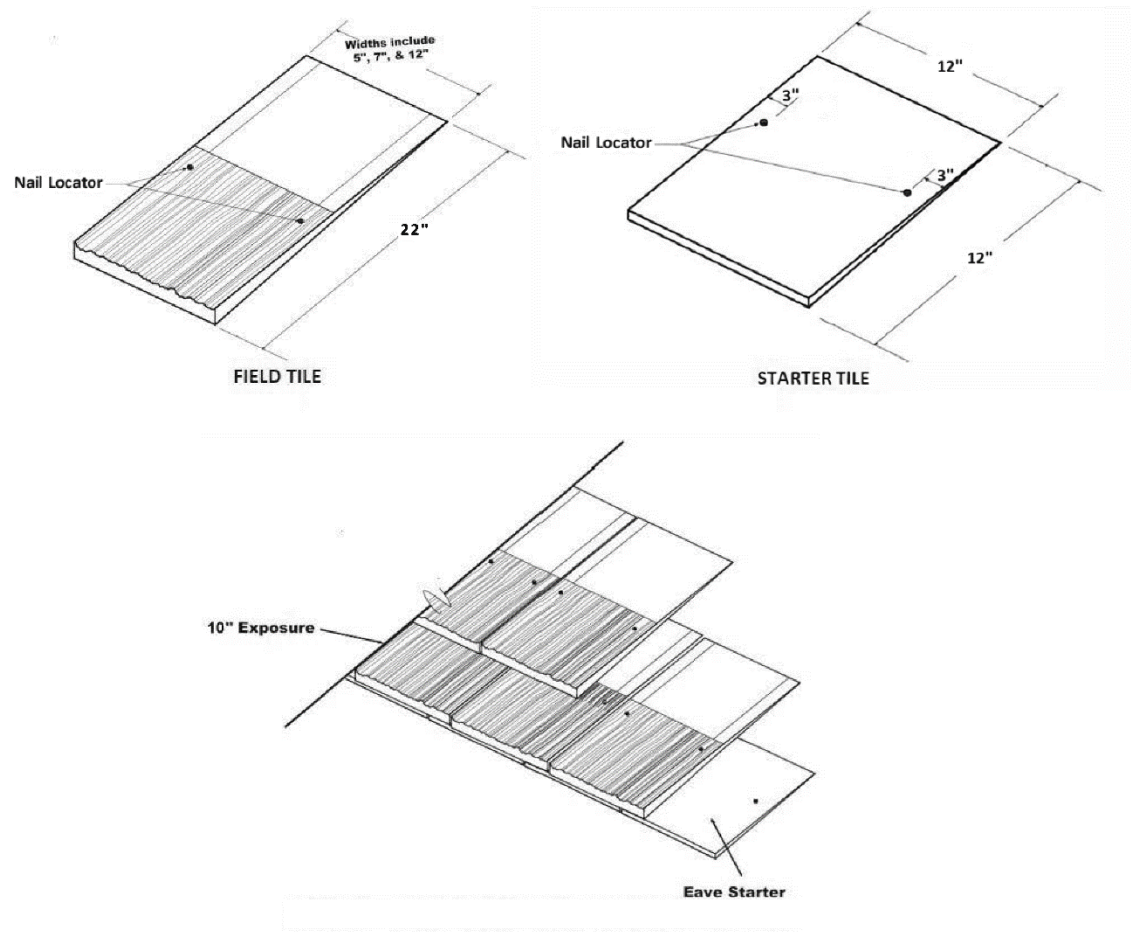 Widths include
5", 7", & 12"
Nail Locator
22"
FIELD TILE
12"
3"
Nail Locator
3"
12"
STARTER TILE
10" Exposure
Eave Starter